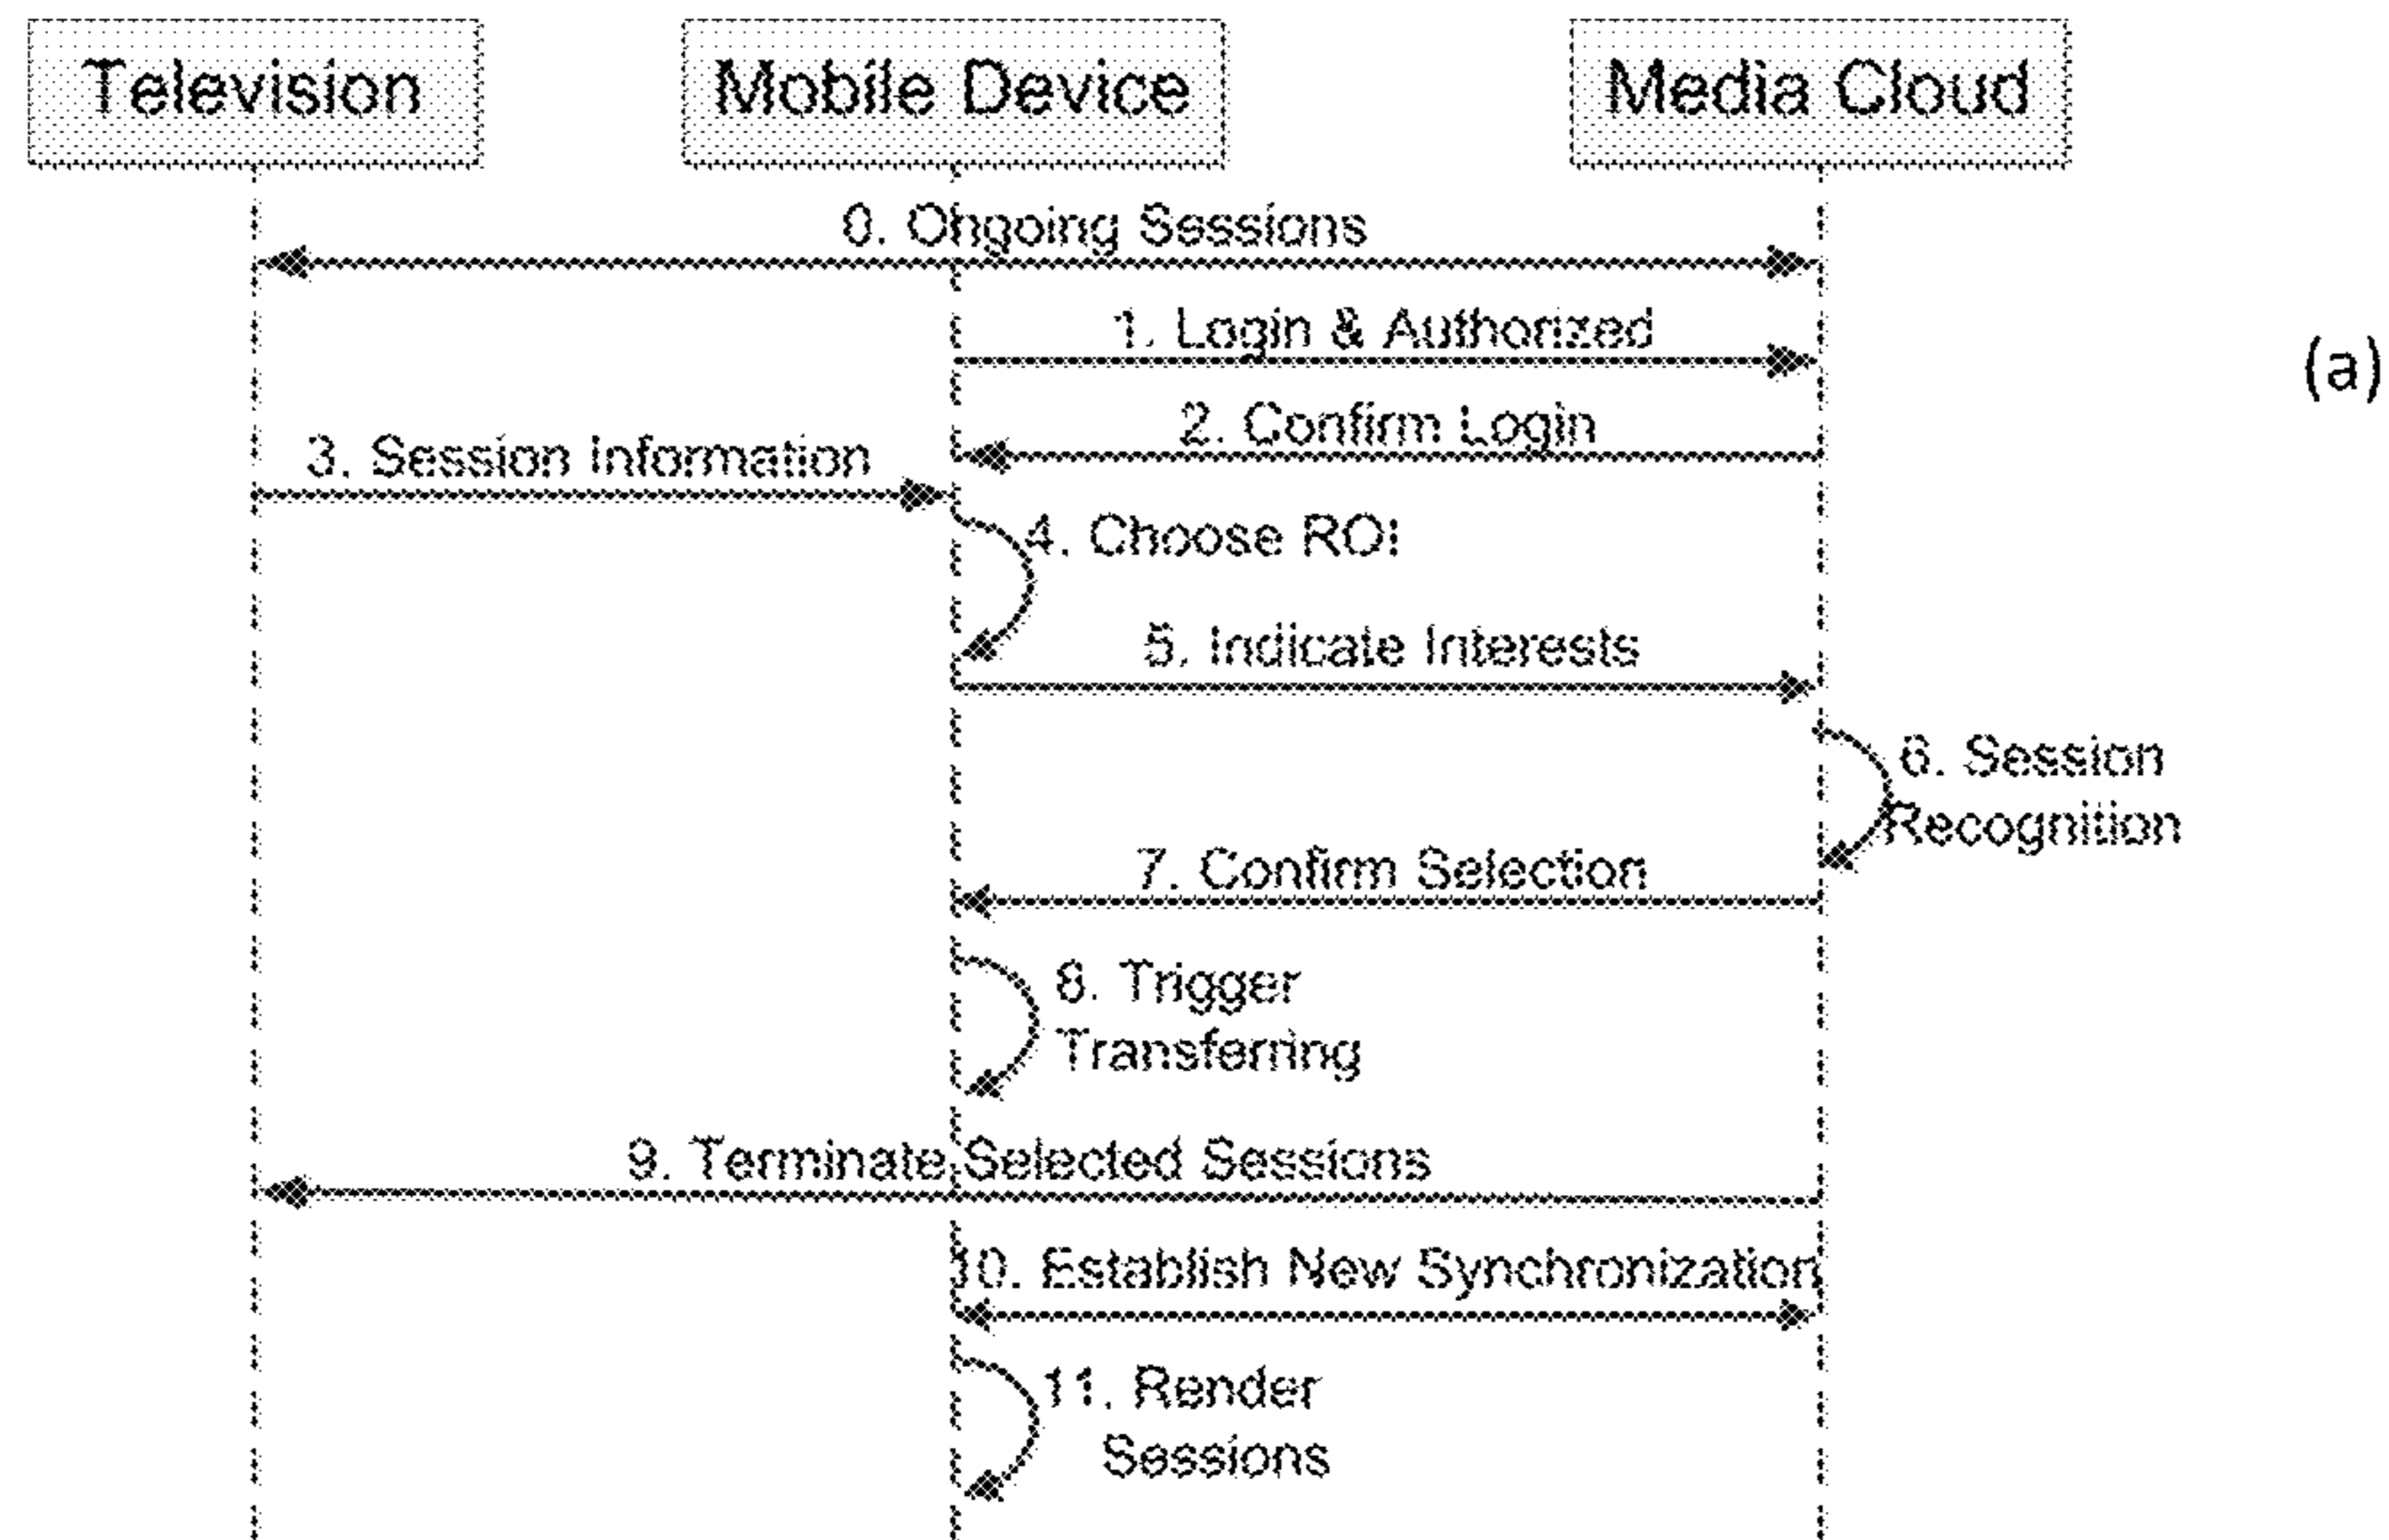 Television
Mobile Device
Media Cloud
0. Ongoing Sessions
1. Login & Authorized
(a)
2. Confirm Login
3. Session Information
4. Choose ROI
5. Indicate Interests
6. Session
Recognition
7. Confirm Selection
8. Trigger
Transferring
9. Terminate Selected Sessions
10. Establish New Synchronization
11. Render
Sessions